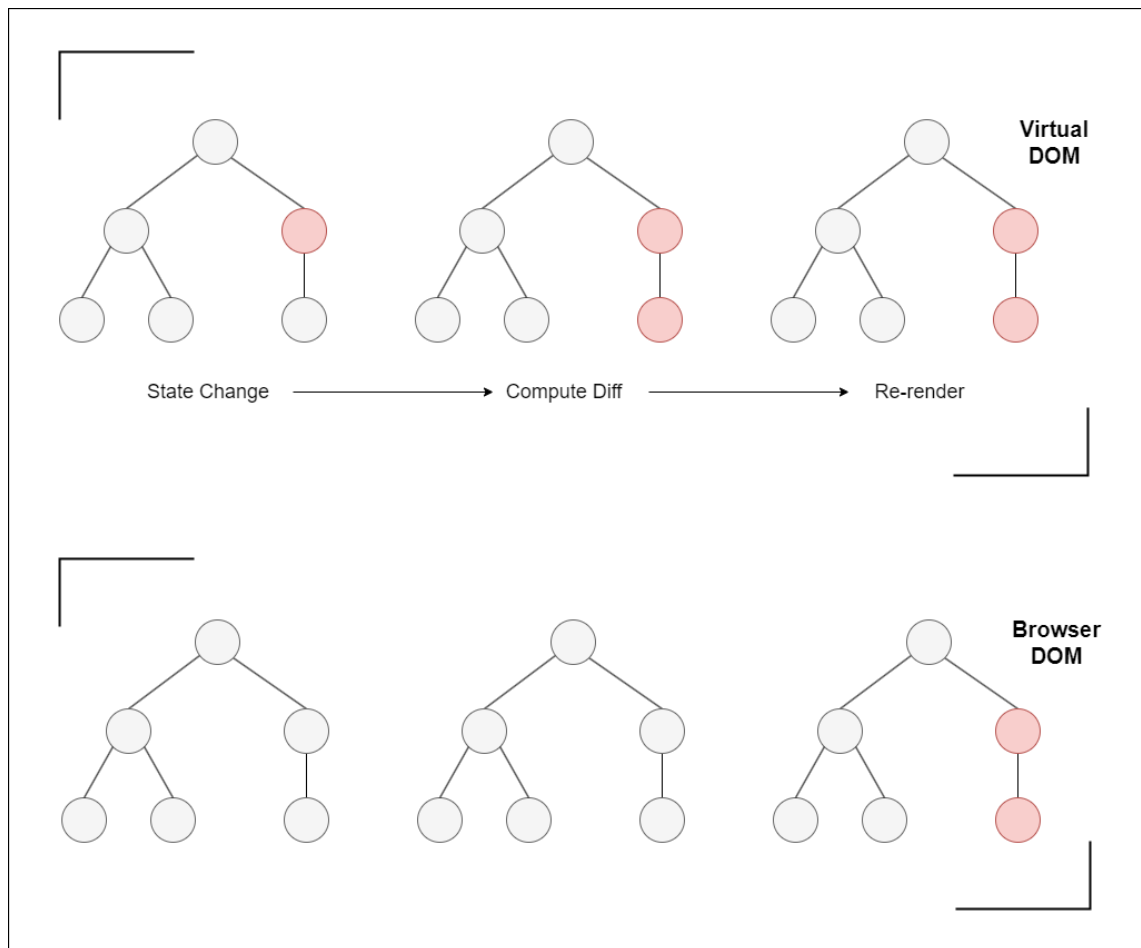 Virtual
DOM
State Change
Compute Diff
Re-render
Browser
DOM